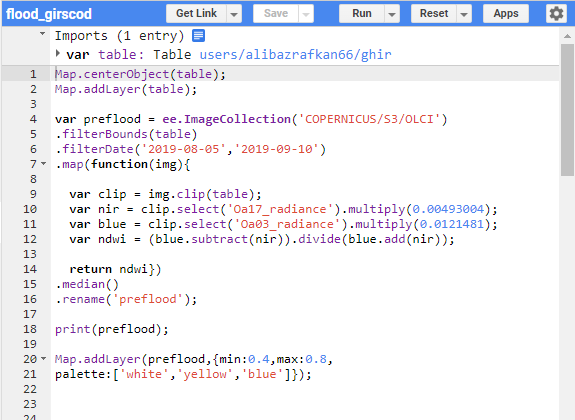 flood_girscod
Get Link Save Run Reset Apps
Imports (1 entry)
var table: Table users/alibazrafkan66/ghir
1 Map.centerObject(table);
2 Map.addLayer(table);
3
4 var preflood = ee.ImageCollection('COPERNICUS/S3/OLCI')
5 .filterBounds(table)
6 .filterDate('2019-08-05','2019-09-10')
7 .map(function(img){
8
9 var clip = img.clip(table);
10 var nir = clip.select('Oa17_radiance').multiply(0.00493004);
11 var blue = clip.select('Oa03_radiance').multiply(0.0121481);
12 var ndwi = (blue.subtract(nir)).divide(blue.add(nir));
13
14 return ndwi})
15 .median()
16 .rename('preflood');
17
18 print(preflood);
19
20 Map.addLayer(preflood,{min:0.4,max:0.8,
21 palette:['white','yellow','blue']});
22
23
24